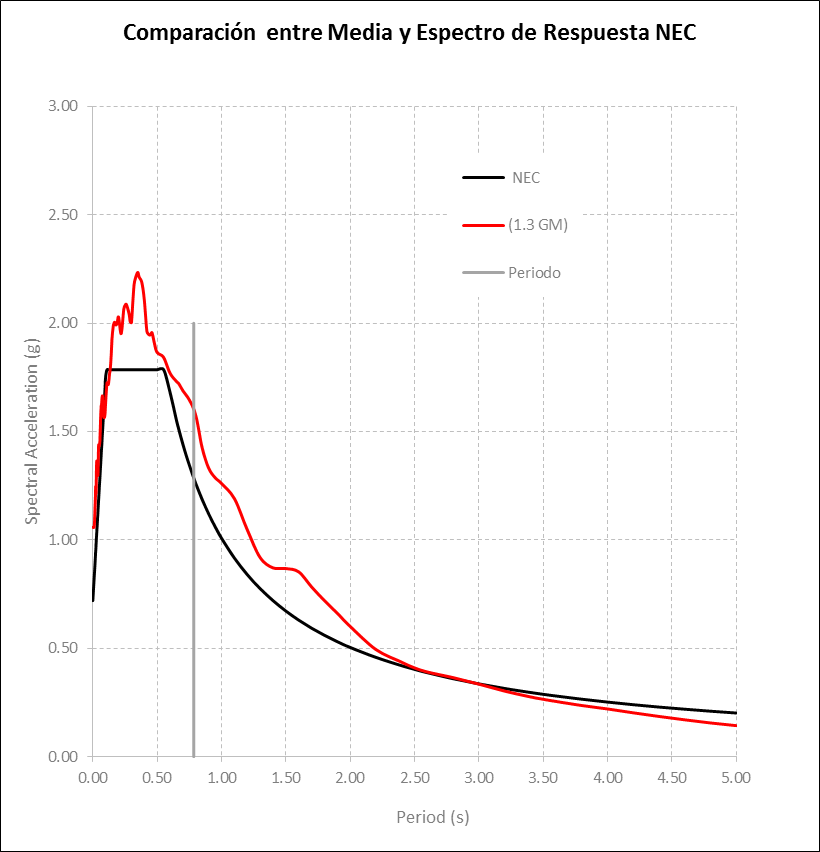 Comparación entre Media y Espectro de Respuesta NEC
3.00
2.50
2.00
1.50
1.00
0.50
0.00
Spectral Acceleration (g)
NEC
(1.3 GM)
Periodo
0.00 0.50 1.00 1.50 2.00 2.50 3.00 3.50 4.00 4.50 5.00
Period (s)